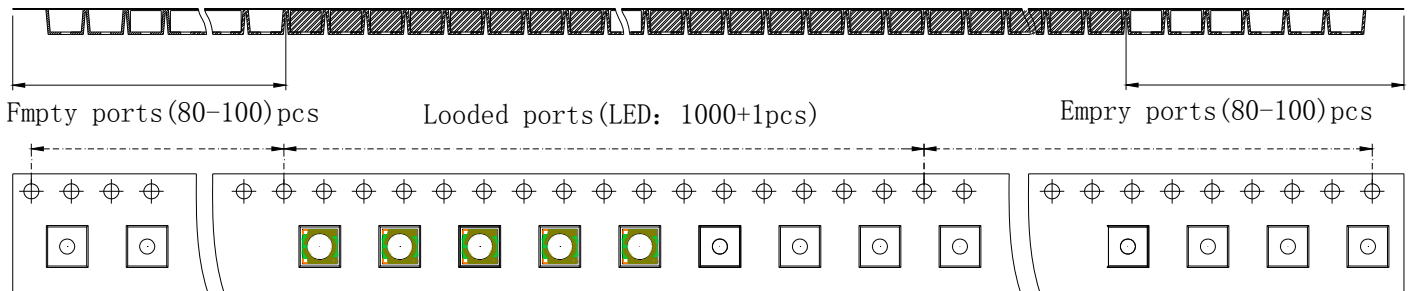 Fmpty ports(80-100)pcs
Looded ports(LED: 1000+1pcs)
Empry ports(80-100)pcs